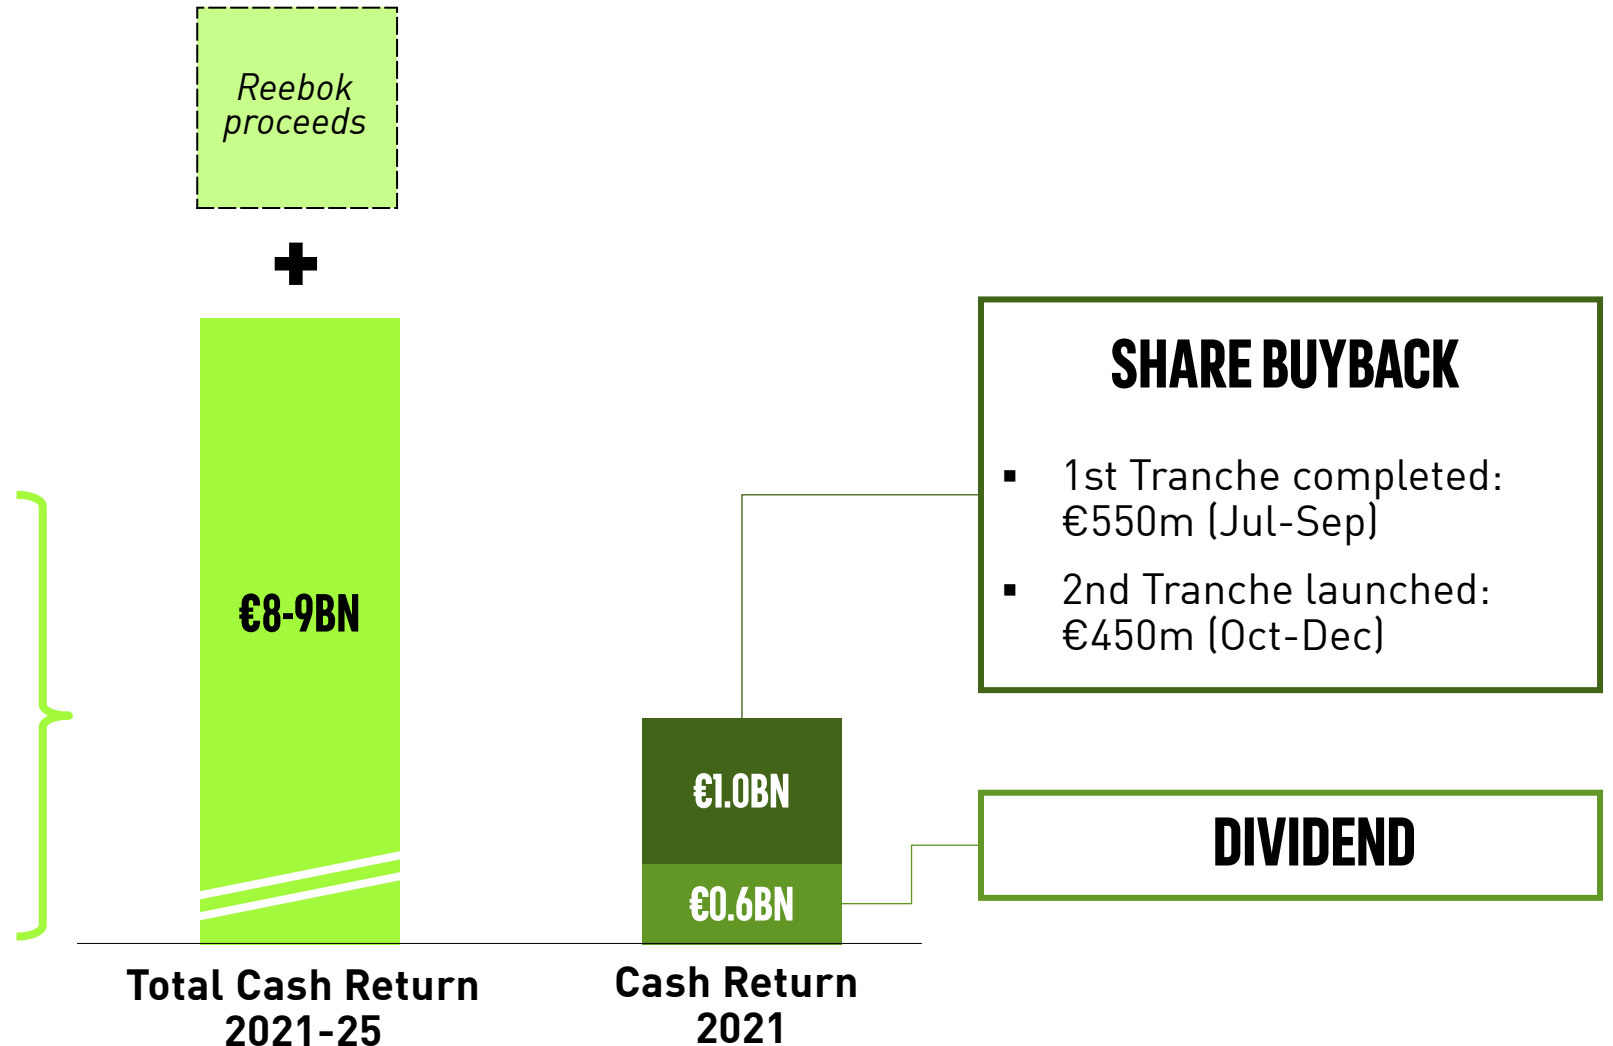 Reebok
proceeds
+
€8-9BN
Total Cash Return
2021-25
€1.0BN
€0.6BN
Cash Return
2021
SHARE BUYBACK
▪ 1st Tranche completed:
€550m (Jul-Sep)
▪ 2nd Tranche launched:
€450m (Oct-Dec)
DIVIDEND